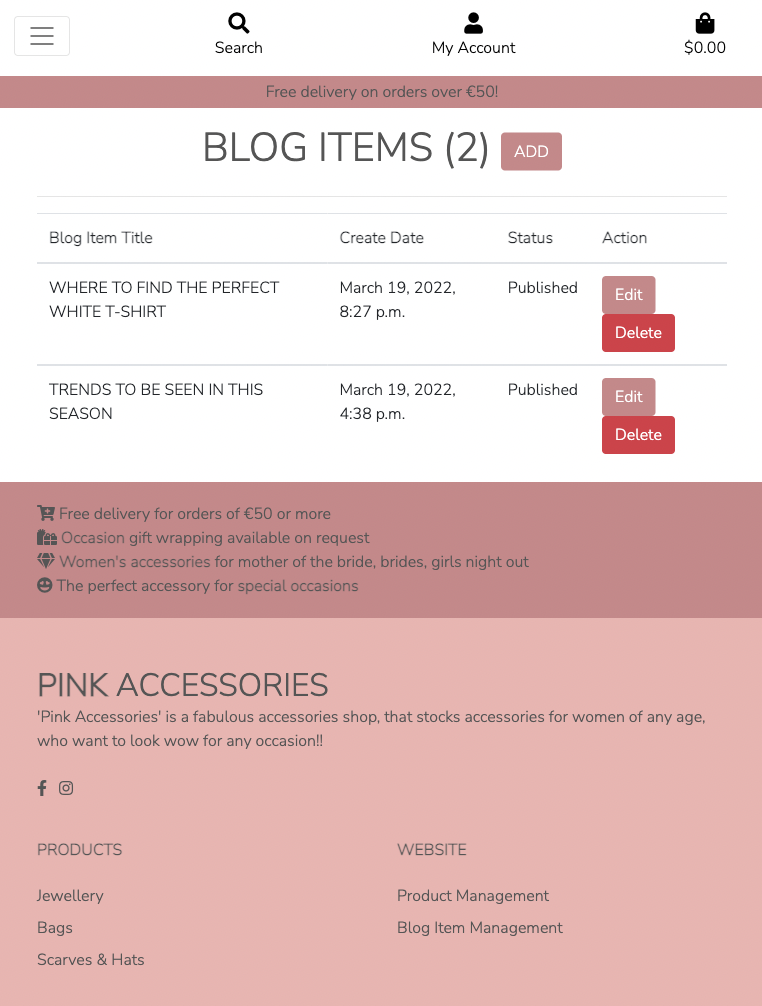 Search
My Account
$0.00
Free delivery on orders over €50!
BLOG ITEMS (2) ADD
Blog Item Title Create Date Status Action
WHERE TO FIND THE PERFECT March 19, 2022, Published Edit
WHITE T-SHIRT 8:27 p.m.
Delete
TRENDS TO BE SEEN IN THIS March 19, 2022, Published Edit
SEASON 4:38 p.m.
Delete
Free delivery for orders of €50 or more
Occasion gift wrapping available on request
Women's accessories for mother of the bride, brides, girls night out
The perfect accessory for special occasions
PINK ACCESSORIES
'Pink Accessories' is a fabulous accessories shop, that stocks accessories for women of any age,
who want to look wow for any occasion!!
PRODUCTS
Jewellery
Bags
Scarves & Hats
WEBSITE
Product Management
Blog Item Management